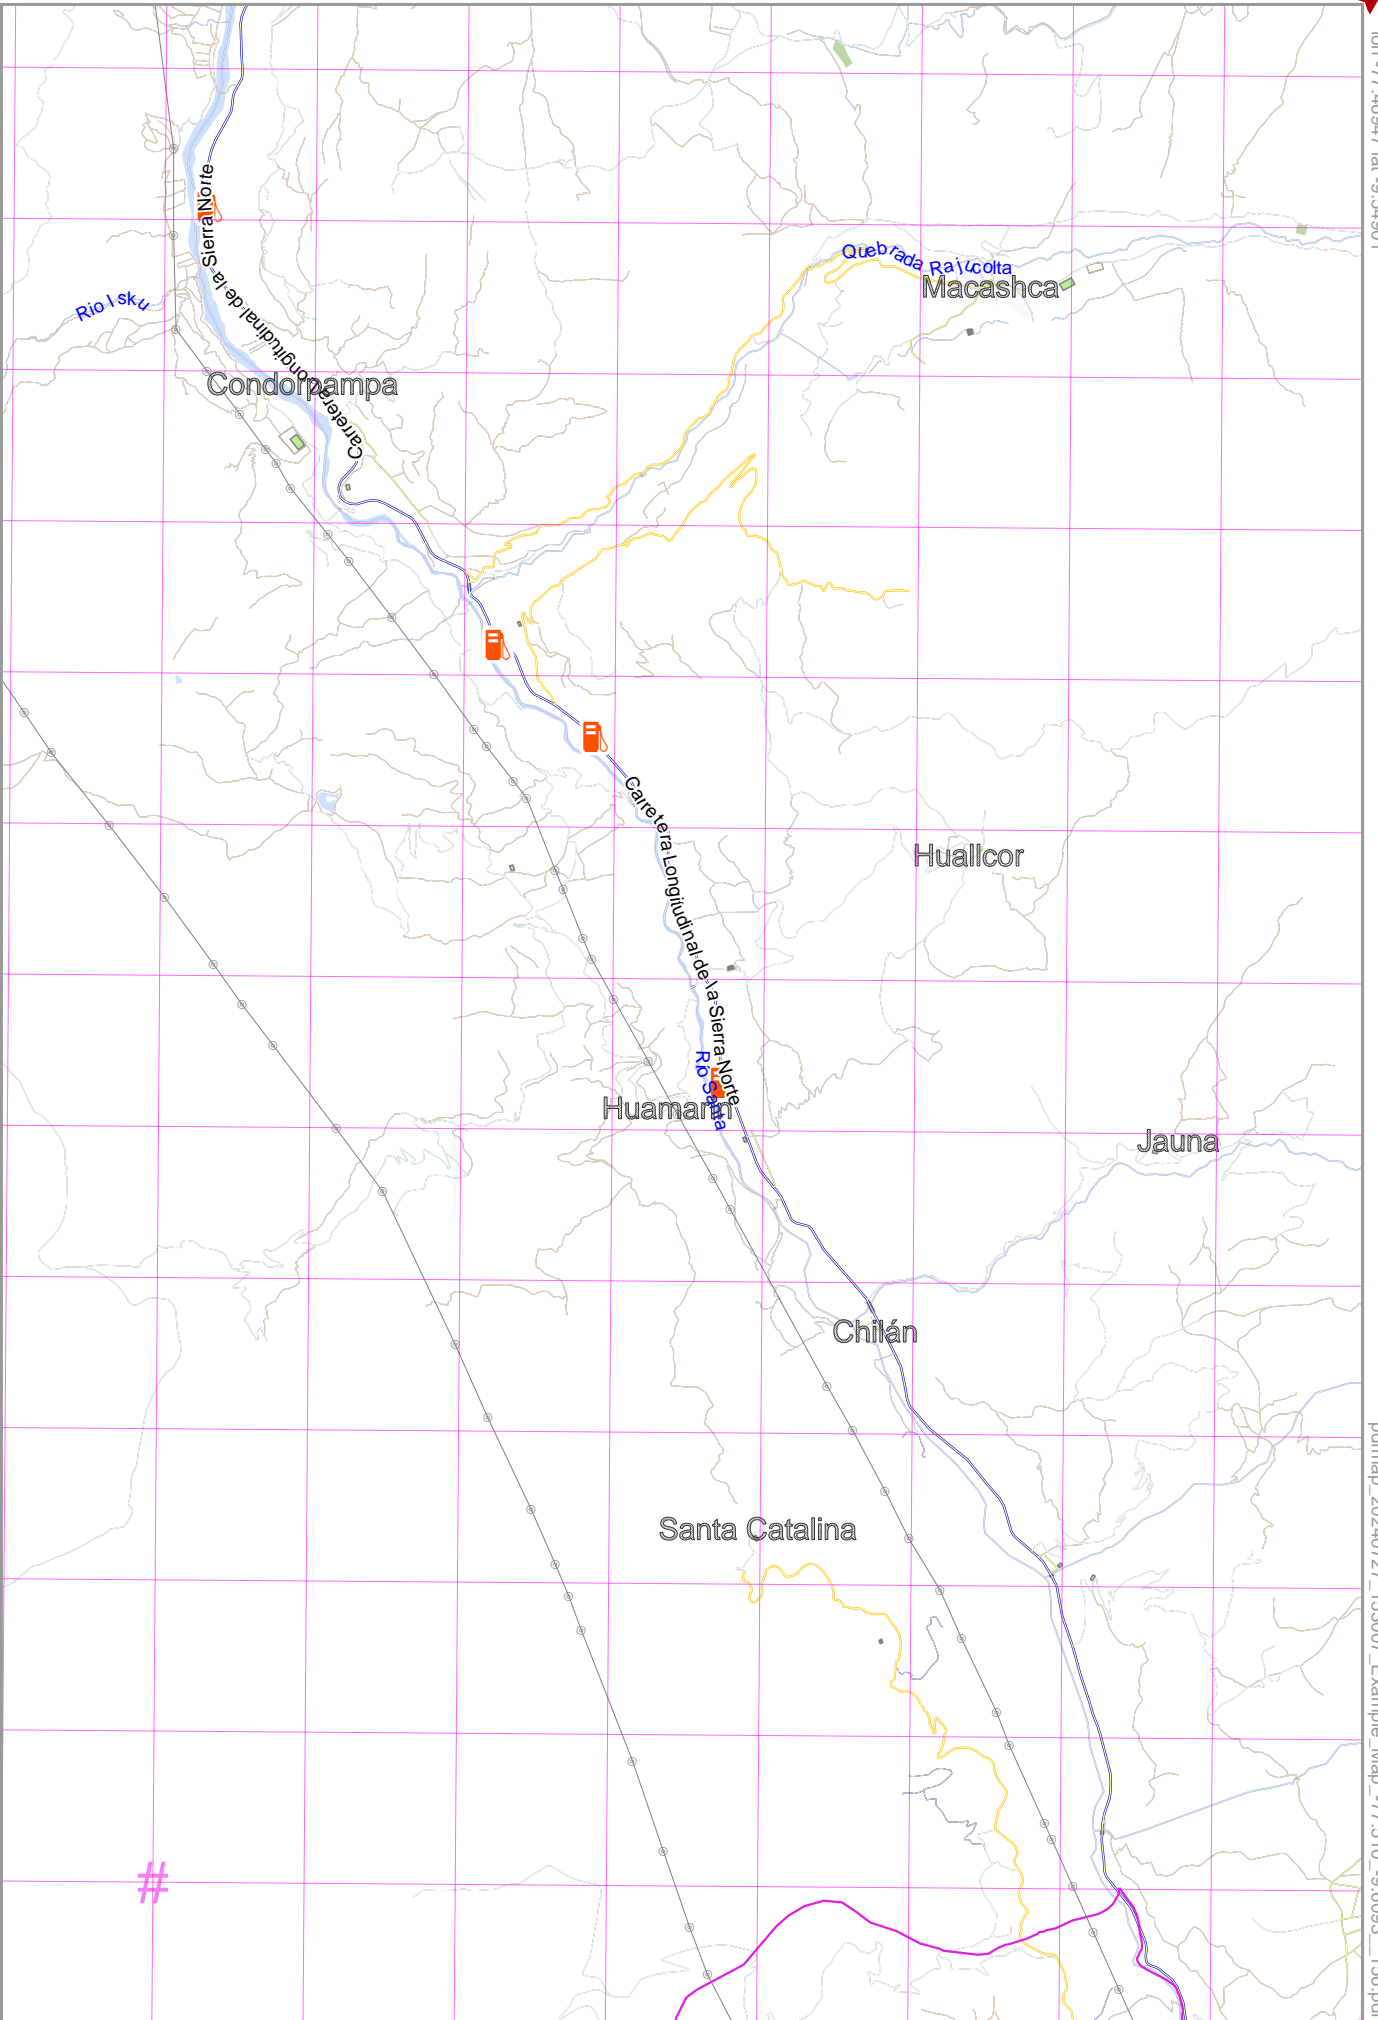 Sierra Norte
Carretera Longitudinal de la
Quebrada Rajucolta
Macashca
Rio Isku
Condorpampa
Carretera Longitudinal de la Sierra Norte
Huallcor
Río Santa
Huamarin
Jauna
Chilán
Santa Catalina
#